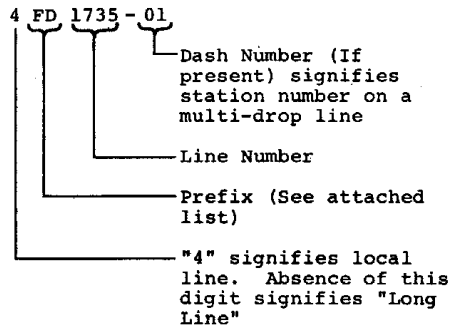 4 FD 1735-01
Dash Number (If
present) signifies
station number on a
multi-drop line
Line Number
Prefix (See attached
list)
"4" signifies local
line. Absence of this
digit signifies "Long
Line"